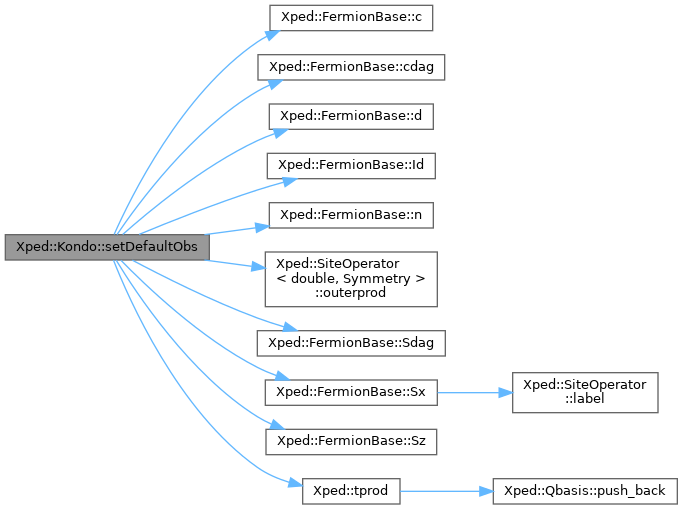 Xped::FermionBase::c
Xped::FermionBase::cdag
Xped::FermionBase::d
Xped::FermionBase::Id
Xped::FermionBase::n
Xped::Kondo::setDefaultObs
Xped::SiteOperator
< double, Symmetry >
::outerprod
Xped::FermionBase::Sdag
Xped::FermionBase::Sx
Xped::SiteOperator
::label
Xped::FermionBase::Sz
Xped::tprod
Xped::Qbasis::push_back